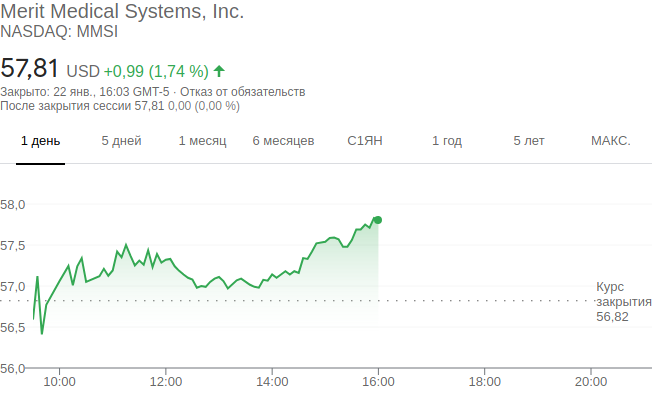 Merit Medical Systems, Inc.
NASDAQ: MMSI
57,81 USD +0,99 (1,74 %)
Закрыто: 22 янв., 16:03 GMT-5 · Отказ от обязательств
После закрытия сессии 57,81 0,00 (0,00 %)
1 день 5 дней 1 месяц 6 месяцев С1ЯН 1 год 5 лет МАКС.
58,0
57,5
57,0
Курс
закрытия
56,82
56,5
56,0
10:00 12:00 14:00 16:00 18:00 20:00